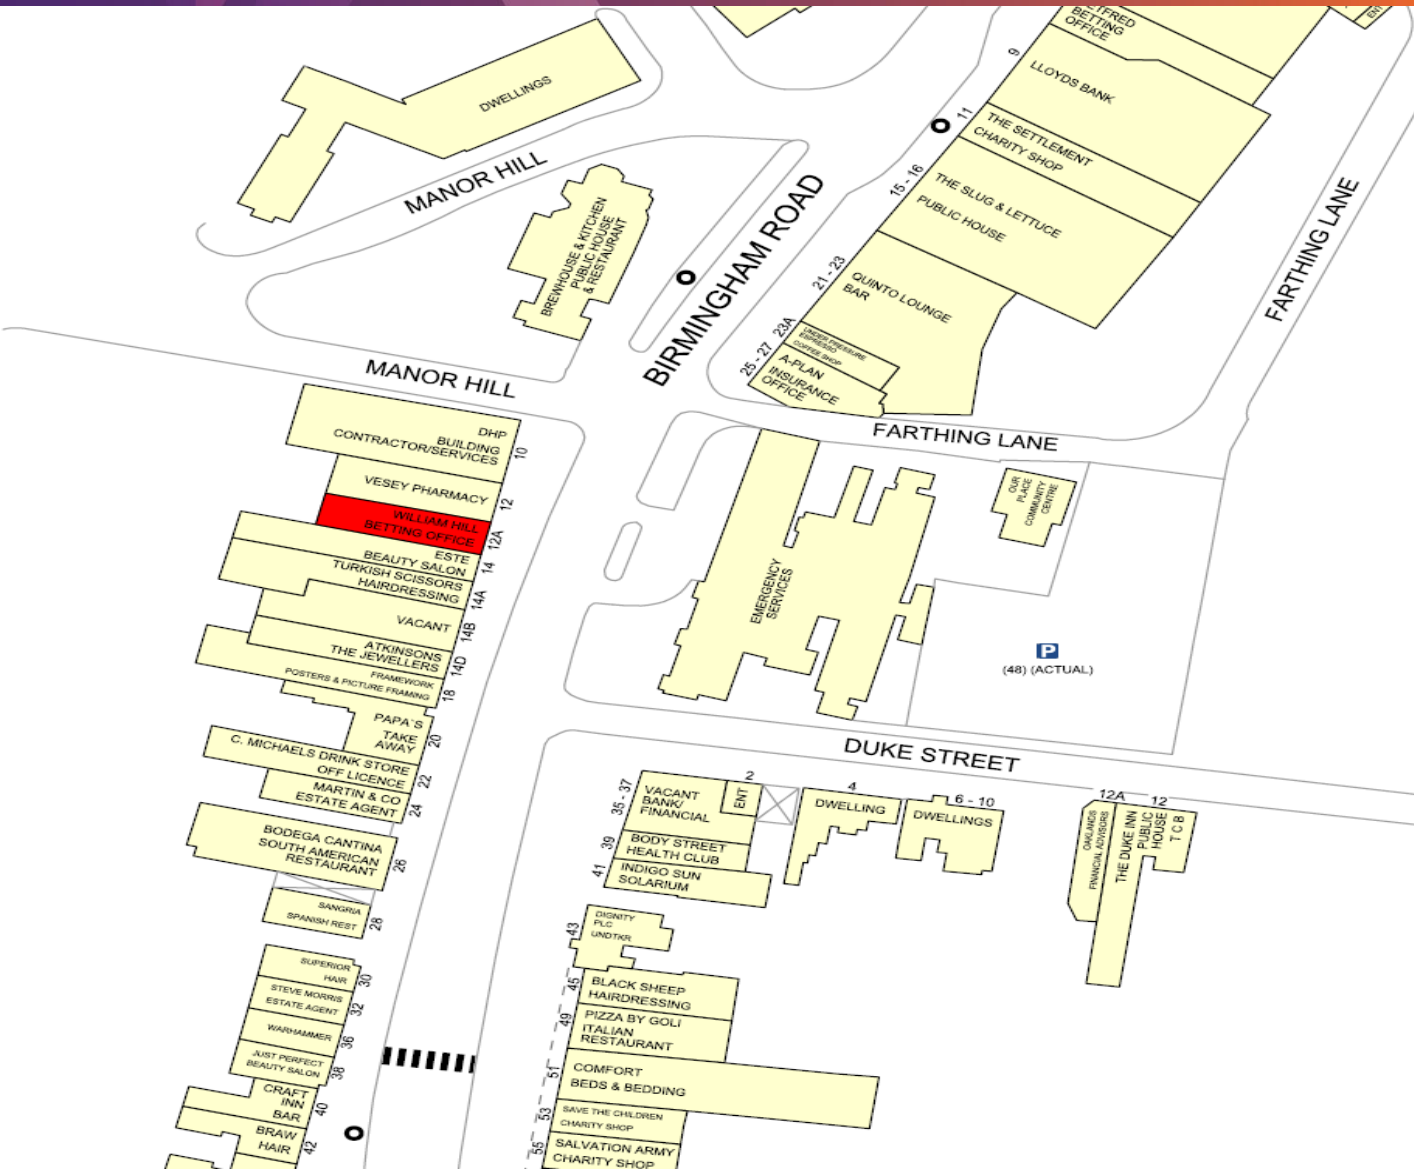 ETFRED
BETTING
OFFICE
ENT
9
LLOYDS BANK
11
THE SETTLEMENT
CHARITY SHOP
15 - 16
THE SLUG & LETTUCE
PUBLIC HOUSE
21 - 23
QUINTO LOUNGE
BAR
23A
UNDER PRESSURE
ESPRESSO
COFFEE SHOP
25 - 27
A-PLAN
INSURANCE
OFFICE
DWELLINGS
MANOR HILL
BREWHOUSE & KITCHEN
PUBLIC HOUSE
& RESTAURANT
BIRMINGHAM ROAD
FARTHING LANE
MANOR HILL
FARTHING LANE
DHP
BUILDING
CONTRACTOR/SERVICES
10
VESEY PHARMACY
12
WILLIAM HILL
BETTING OFFICE
12A
ESTE
BEAUTY SALON
14
TURKISH SCISSORS
HAIRDRESSING
14A
VACANT
14B
ATKINSONS
THE JEWELLERS
14D
FRAMEWORK
POSTERS & PICTURE FRAMING
18
PAPA`S
TAKE
AWAY
20
C. MICHAELS DRINK STORE
OFF LICENCE
22
MARTIN & CO
ESTATE AGENT
24
BODEGA CANTINA
SOUTH AMERICAN
RESTAURANT
26
SANGRIA
SPANISH REST
28
SUPERIOR
HAIR
30
STEVE MORRIS
ESTATE AGENT
32
WARHAMMER
36
JUST PERFECT
BEAUTY SALON
38
CRAFT
INN
BAR
40
BRAW
HAIR
42
EMERGENCY
SERVICES
OUR
PLACE
COMMUNITY
CENTRE
P
(48) (ACTUAL)
DUKE STREET
35 - 37
VACANT
BANK/
FINANCIAL
2
ENT
4
DWELLING
6 - 10
DWELLINGS
12A
OAKLANDS
FINANCIAL ADVISORS
12
THE DUKE INN
PUBLIC
HOUSE
T C B
39
BODY STREET
HEALTH CLUB
41
INDIGO SUN
SOLARIUM
43
DIGNITY
PLC
UNDTKR
45
BLACK SHEEP
HAIRDRESSING
49
PIZZA BY GOLI
ITALIAN
RESTAURANT
51
COMFORT
BEDS & BEDDING
53
SAVE THE CHILDREN
CHARITY SHOP
55
SALVATION ARMY
CHARITY SHOP